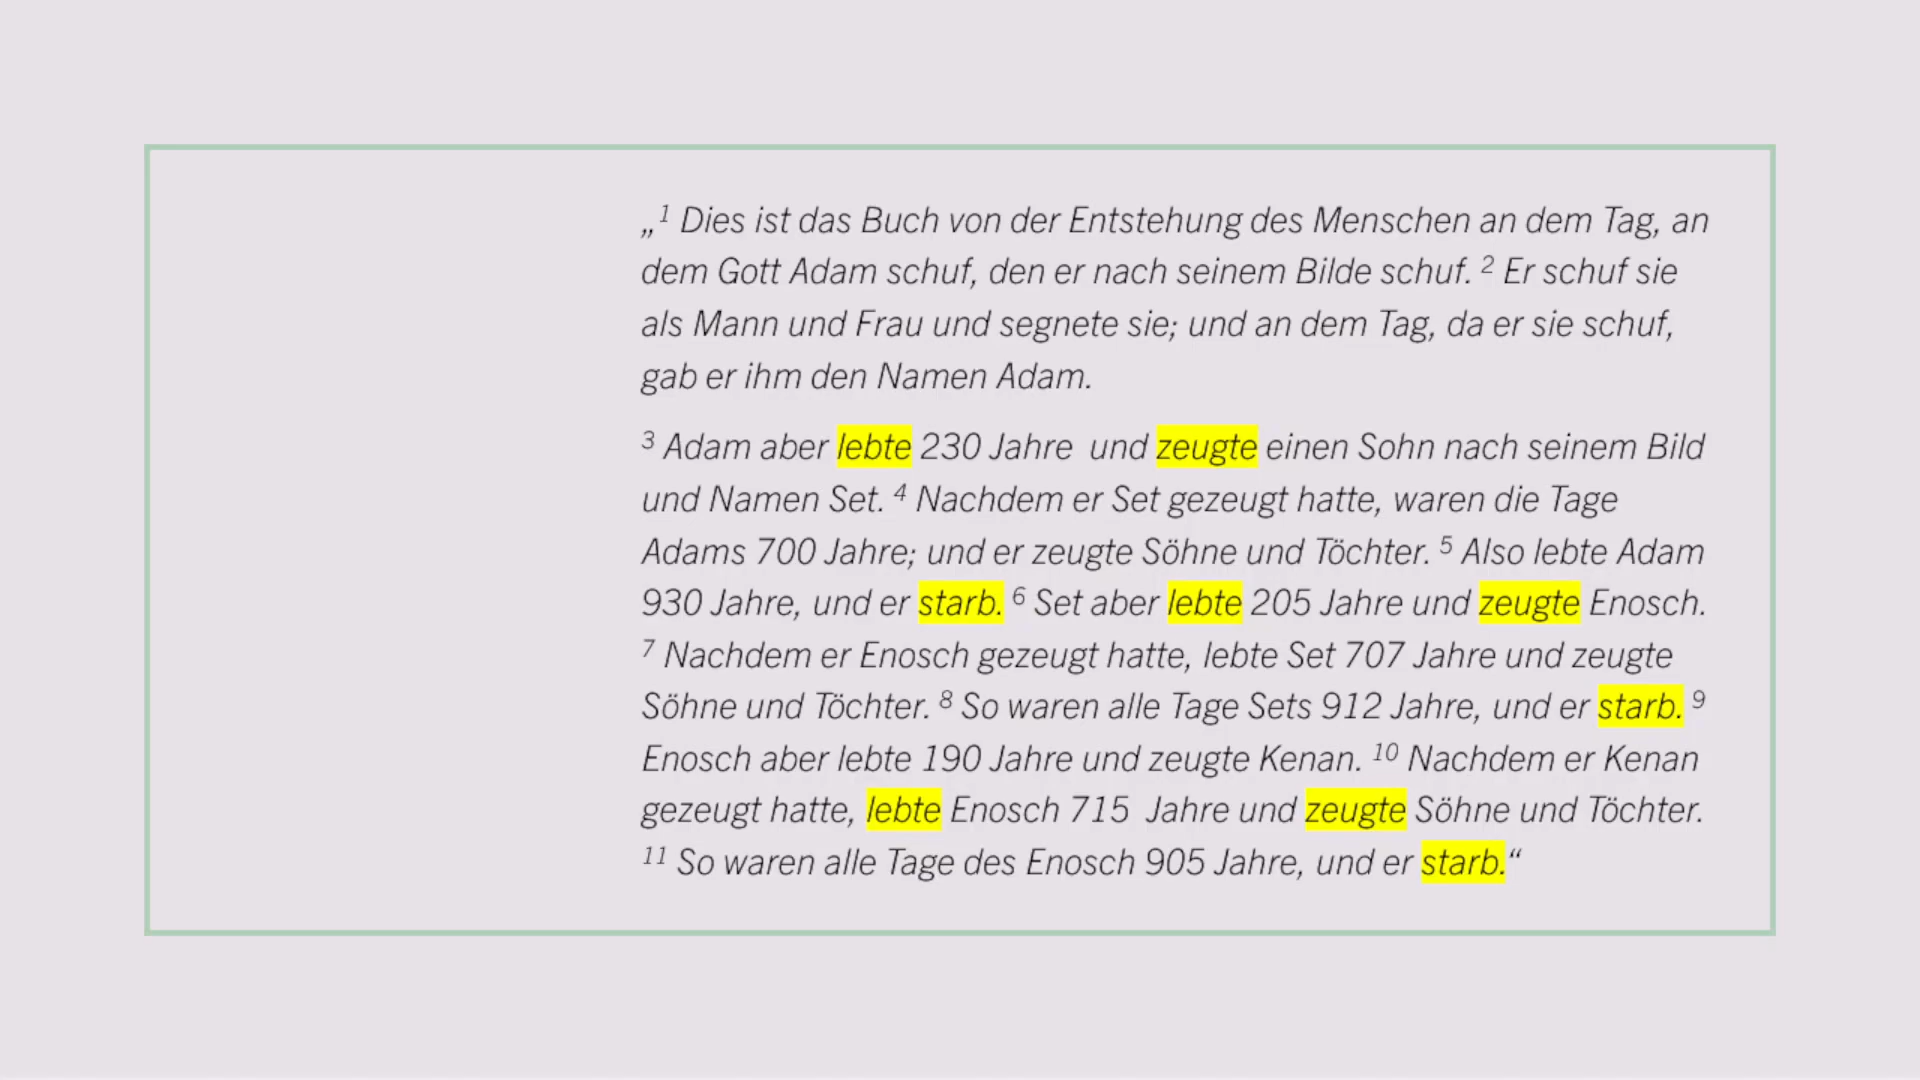 „1 Dies ist das Buch von der Entstehung des Menschen an dem Tag, an
dem Gott Adam schuf, den er nach seinem Bilde schuf. 2 Er schuf sie
als Mann und Frau und segnete sie; und an dem Tag, da er sie schuf,
gab er ihm den Namen Adam.
3 Adam aber lebte 230 Jahre und zeugte einen Sohn nach seinem Bild
und Namen Set. 4 Nachdem er Set gezeugt hatte, waren die Tage
Adams 700 Jahre; und er zeugte Söhne und Töchter. 5 Also lebte Adam
930 Jahre, und er starb. 6 Set aber lebte 205 Jahre und zeugte Enosch.
7 Nachdem er Enosch gezeugt hatte, lebte Set 707 Jahre und zeugte
Söhne und Töchter. 8 So waren alle Tage Sets 912 Jahre, und er starb. 9
Enosch aber lebte 190 Jahre und zeugte Kenan. 10 Nachdem er Kenan
gezeugt hatte, lebte Enosch 715 Jahre und zeugte Söhne und Töchter.
11 So waren alle Tage des Enosch 905 Jahre, und er starb.“